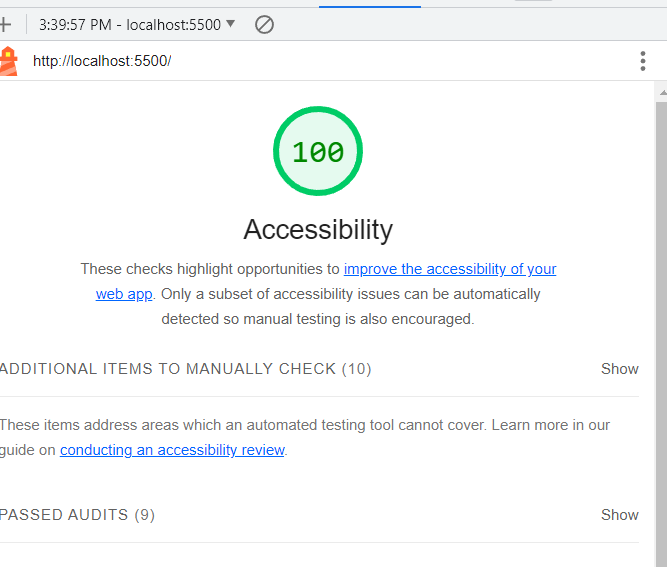 3:39:57 PM - localhost:5500
http://localhost:5500/
100
Accessibility
These checks highlight opportunities to improve the accessibility of your
web app. Only a subset of accessibility issues can be automatically
detected so manual testing is also encouraged.
ADDITIONAL ITEMS TO MANUALLY CHECK (10) Show
These items address areas which an automated testing tool cannot cover. Learn more in our
guide on conducting an accessibility review.
PASSED AUDITS (9) Show